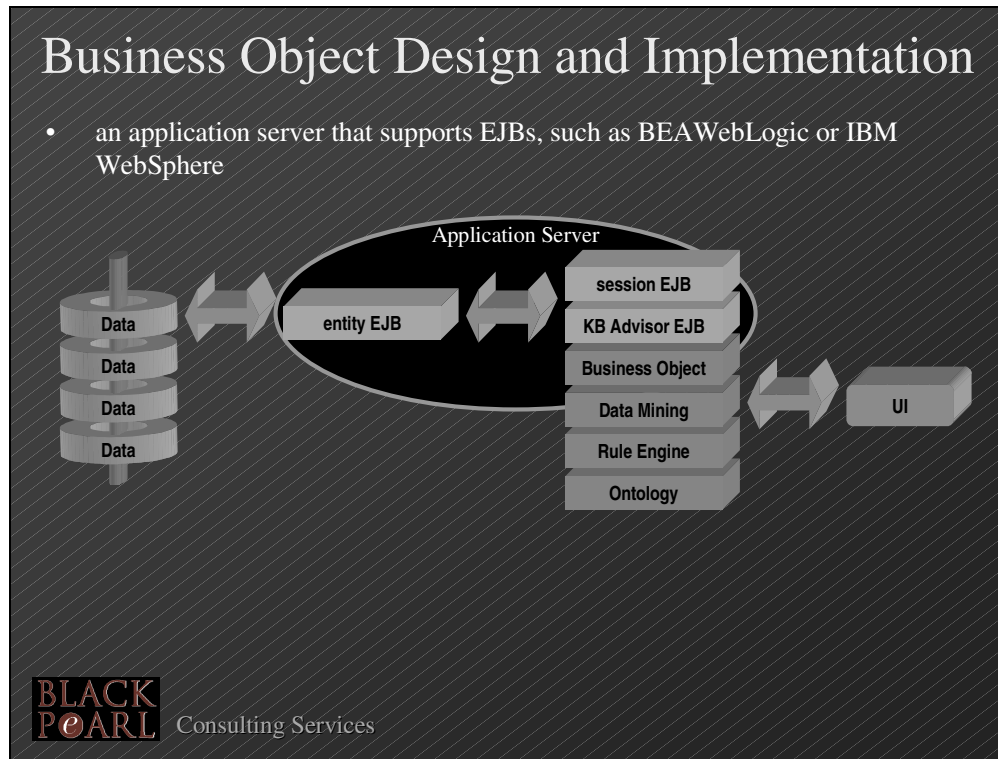 Business Object Design and Implementation
• an application server that supports EJBs, such as BEAWebLogic or IBM
WebSphere
Application Server
session EJB
entity EJB
KB Advisor EJB
Data
Data
Data
Data
Business Object
Data Mining
Rule Engine
Ontology
UI
BLACK
PeARL
Consulting Services